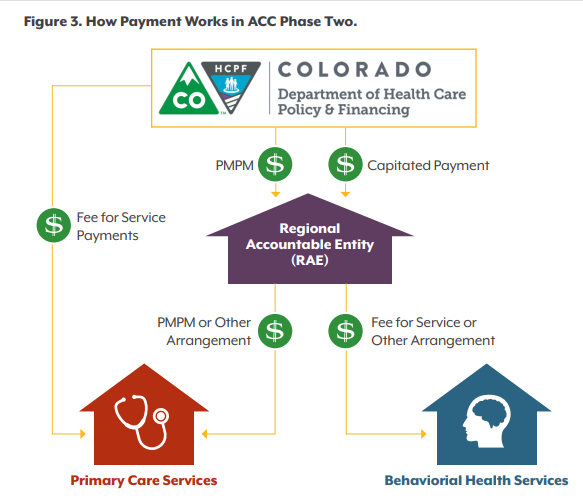 Figure 3. How Payment Works in ACC Phase Two.
HCPF
CO
TM
COLORADO
Department of Health Care
Policy & Financing
PMPM
$
$
Capitated Payment
$
Fee for Service
Payments
Regional
Accountable Entity
(RAE)
PMPM or Other
Arrangement
$
$
Fee for Service or
Other Arrangement
Primary Care Services
Behaviorial Health Services